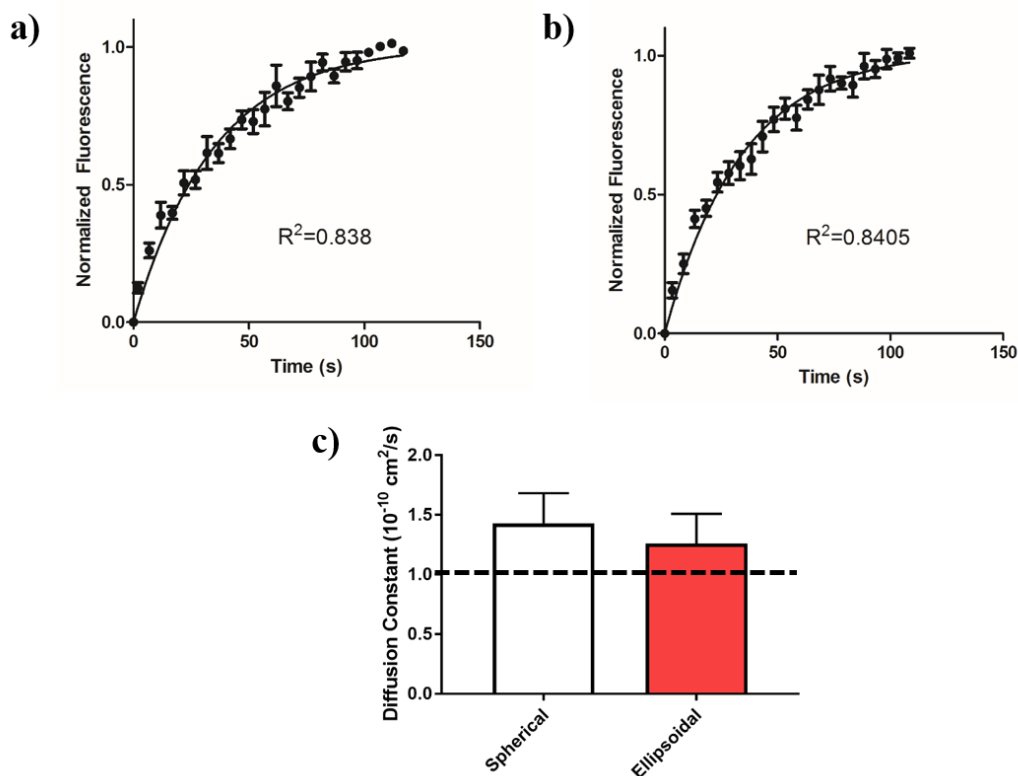 a)
Normalized Fluorescence
1.0
0.5
0.0
R²=0.838
0
50
100
150
Time (s)
b)
Normalized Fluorescence
1.0
0.5
0.0
R²=0.8405
0
50
100
150
Time (s)
c)
Diffusion Constant (10⁻¹⁰ cm²/s)
2.0
1.5
1.0
0.5
0.0
Spherical
Ellipsoidal